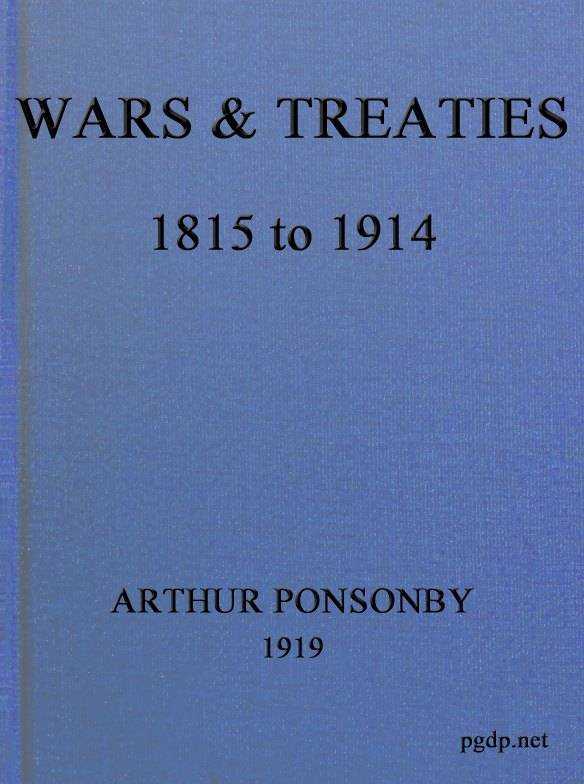 WARS & TREATIES
1815 to 1914
ARTHUR PONSONBY
1919
pgdp.net